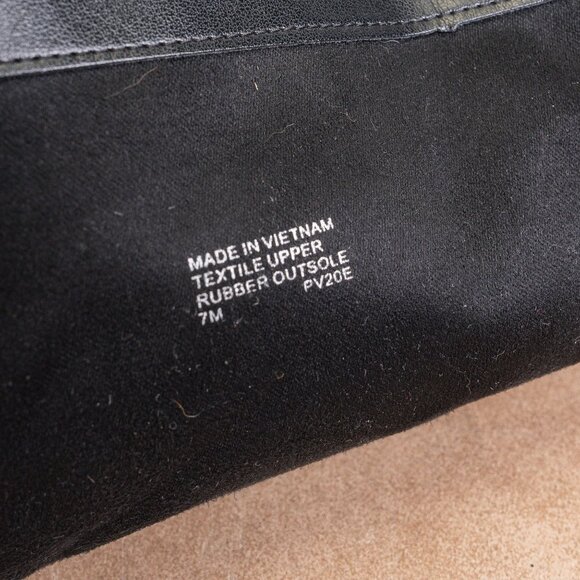 MADE IN VIETNAM
TEXTILE UPPER
RUBBER OUTSOLE
7M PV20E